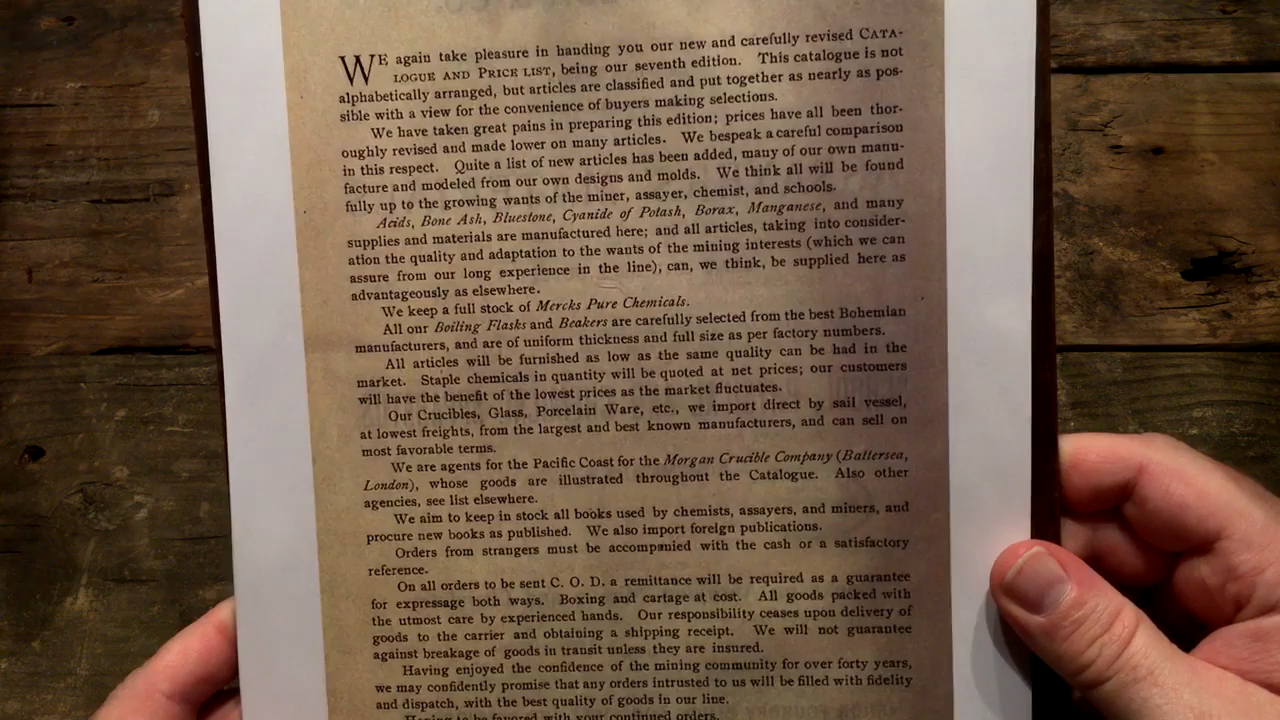 WE again take pleasure in handing you our new and carefully revised CATA-
LOGUE AND PRICE LIST, being our seventh edition. This catalogue is not
alphabetically arranged, but articles are classified and put together as nearly as pos-
sible with a view for the convenience of buyers making selections.
We have taken great pains in preparing this edition; prices have all been thor-
oughly revised and made lower on many articles. We bespeak a careful comparison
in this respect. Quite a list of new articles has been added, many of our own manu-
facture and modeled from our own designs and molds. We think all will be found
fully up to the growing wants of the miner, assayer, chemist, and schools.
Acids, Bone Ash, Bluestone, Cyanide of Potash, Borax, Manganese, and many
supplies and materials are manufactured here; and all articles, taking into consider-
ation the quality and adaptation to the wants of the mining interests (which we can
assure from our long experience in the line), can, we think, be supplied here as
advantageously as elsewhere.
We keep a full stock of Mercks Pure Chemicals.
All our Boiling Flasks and Beakers are carefully selected from the best Bohemian
manufacturers, and are of uniform thickness and full size as per factory numbers.
All articles will be furnished as low as the same quality can be had in the
market. Staple chemicals in quantity will be quoted at net prices; our customers
will have the benefit of the lowest prices as the market fluctuates.
Our Crucibles, Glass, Porcelain Ware, etc., we import direct by sail vessel,
at lowest freights, from the largest and best known manufacturers, and can sell on
most favorable terms.
We are agents for the Pacific Coast for the Morgan Crucible Company (Battersea,
London), whose goods are illustrated throughout the Catalogue. Also other
agencies, see list elsewhere.
We aim to keep in stock all books used by chemists, assayers, and miners, and
procure new books as published. We also import foreign publications.
Orders from strangers must be accompanied with the cash or a satisfactory
reference.
On all orders to be sent C. O. D. a remittance will be required as a guarantee
for expressage both ways. Boxing and cartage at cost. All goods packed with
the utmost care by experienced hands. Our responsibility ceases upon delivery of
goods to the carrier and obtaining a shipping receipt. We will not guarantee
against breakage of goods in transit unless they are insured.
Having enjoyed the confidence of the mining community for over forty years,
we may confidently promise that any orders intrusted to us will be filled with fidelity
and dispatch, with the best quality of goods in our line.
Hoping to be favored with your continued orders.